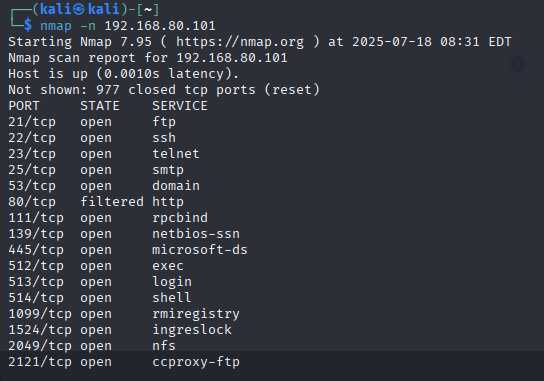 ┌──(kali㉿kali)-[~]
└─$ nmap -n 192.168.80.101
Starting Nmap 7.95 ( https://nmap.org ) at 2025-07-18 08:31 EDT
Nmap scan report for 192.168.80.101
Host is up (0.0010s latency).
Not shown: 977 closed tcp ports (reset)
PORT     STATE    SERVICE
21/tcp   open     ftp
22/tcp   open     ssh
23/tcp   open     telnet
25/tcp   open     smtp
53/tcp   open     domain
80/tcp   filtered http
111/tcp  open     rpcbind
139/tcp  open     netbios-ssn
445/tcp  open     microsoft-ds
512/tcp  open     exec
513/tcp  open     login
514/tcp  open     shell
1099/tcp open     rmiregistry
1524/tcp open     ingreslock
2049/tcp open     nfs
2121/tcp open     ccproxy-ftp